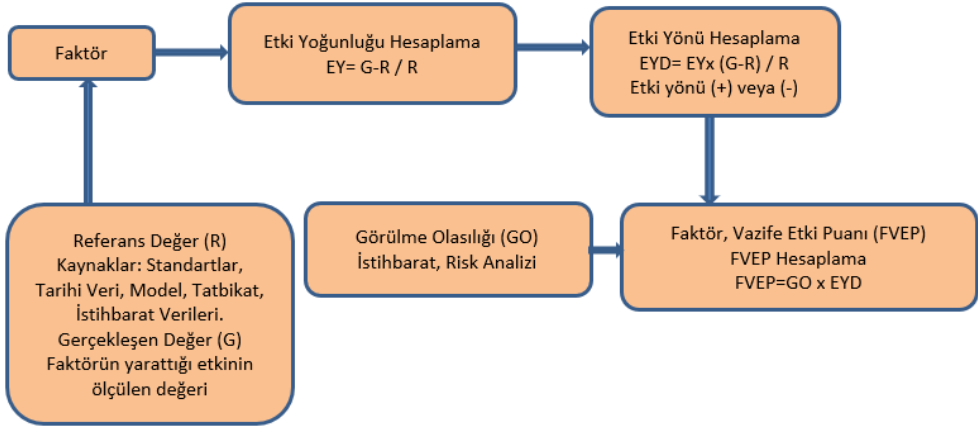 Faktör
Etki Yoğunluğu Hesaplama
EY= G-R / R
Etki Yönü Hesaplama
EYD= EYx (G-R) / R
Etki yönü (+) veya (-)
Referans Değer (R)
Kaynaklar: Standartlar,
Tarihi Veri, Model, Tatbikat,
İstihbarat Verileri.
Gerçekleşen Değer (G)
Faktörün yarattığı etkinin
ölçülen değeri
Görülme Olasılığı (GO)
İstihbarat, Risk Analizi
Faktör, Vazife Etki Puanı (FVEP)
FVEP Hesaplama
FVEP=GO x EYD